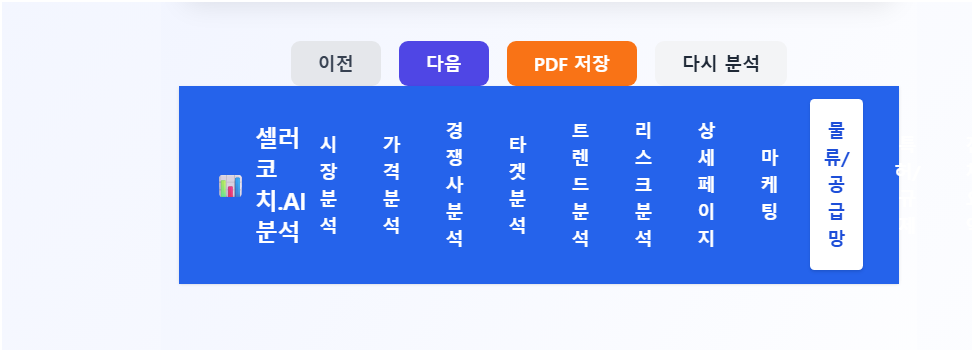 이전
다음
PDF 저장
다시 분석
셀러
코
치.AI
분석
시
장
분
석
가
격
분
석
경
쟁
사
분
석
타
겟
분
석
트
렌
드
분
석
리
스
크
분
석
상
세
페
이
지
마
케
팅
물
류/
공
급
망